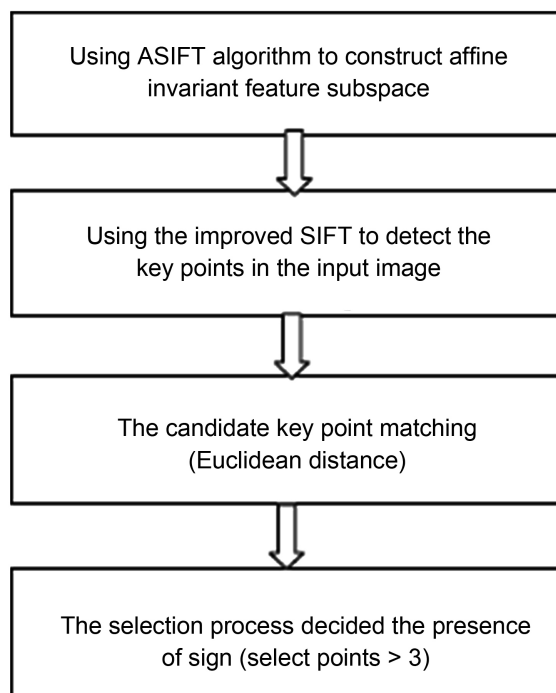 Using ASIFT algorithm to construct affine
invariant feature subspace
Using the improved SIFT to detect the
key points in the input image
The candidate key point matching
(Euclidean distance)
The selection process decided the presence
of sign (select points > 3)